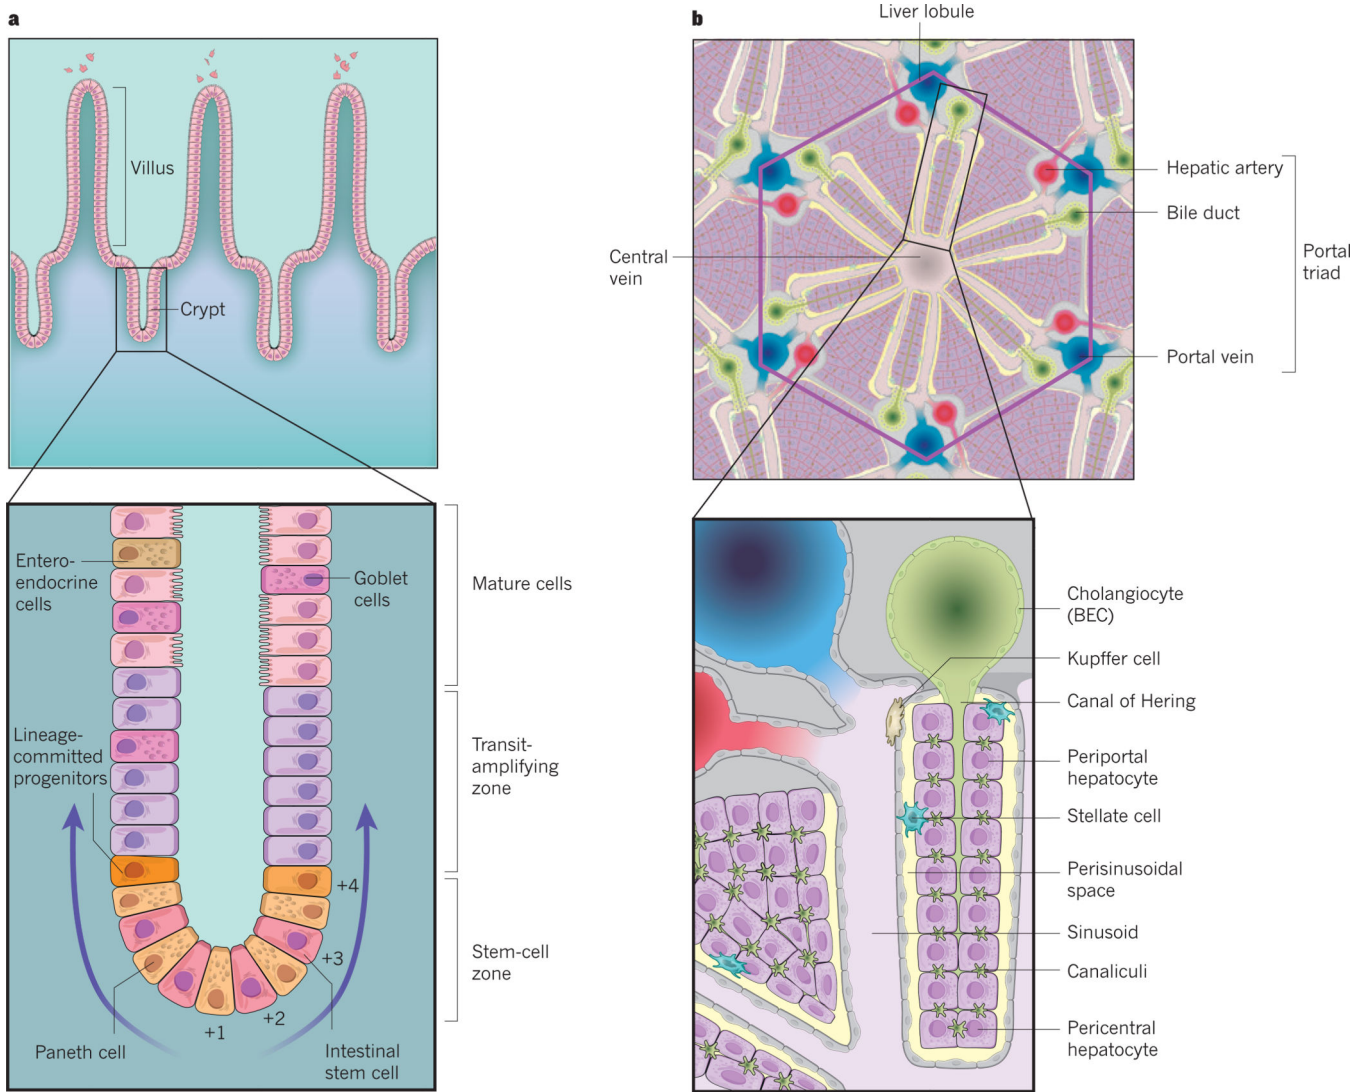 a
Villus
Crypt
Entero-
endocrine
cells
Goblet
cells
Mature cells
Lineage-
committed
progenitors
Transit-
amplifying
zone
+4
+3
+2
+1
Stem-cell
zone
Paneth cell
Intestinal
stem cell
b
Liver lobule
Hepatic artery
Bile duct
Portal
triad
Central
vein
Portal vein
Cholangiocyte
(BEC)
Kupffer cell
Canal of Hering
Periportal
hepatocyte
Stellate cell
Perisinusoidal
space
Sinusoid
Canaliculi
Pericentral
hepatocyte